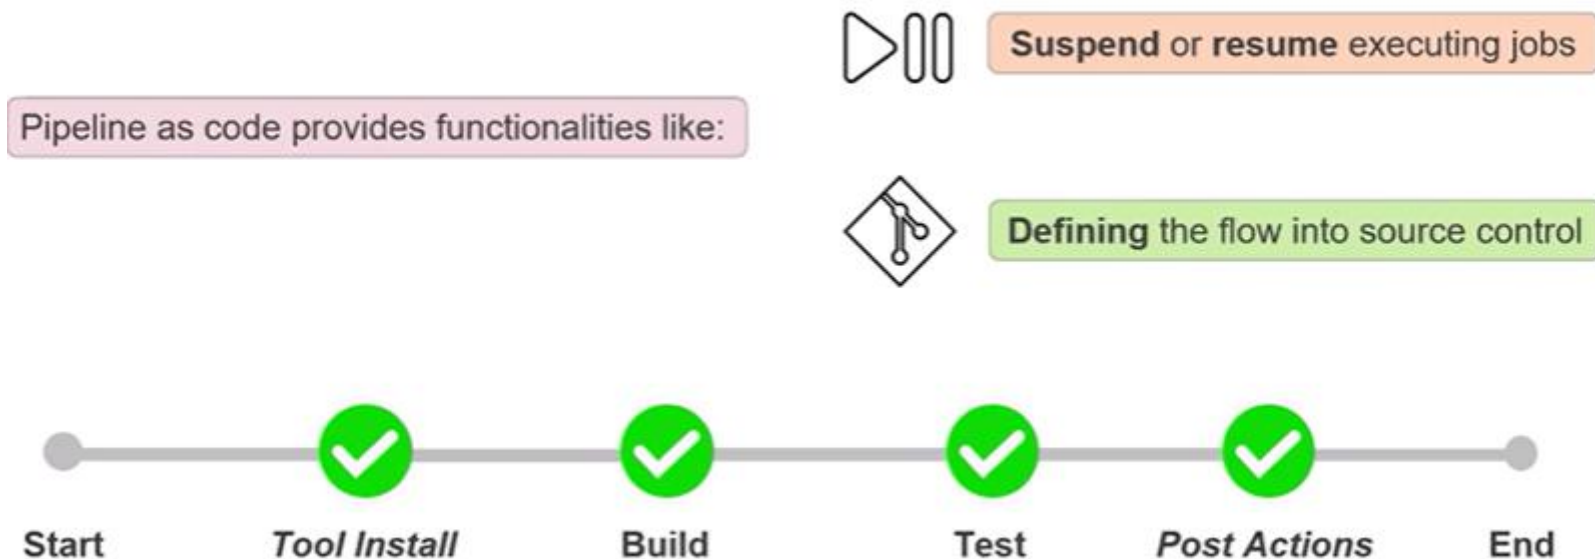 Suspend or resume executing jobs
Pipeline as code provides functionalities like:
Defining the flow into source control
Start
Tool Install
Build
Test
Post Actions
End